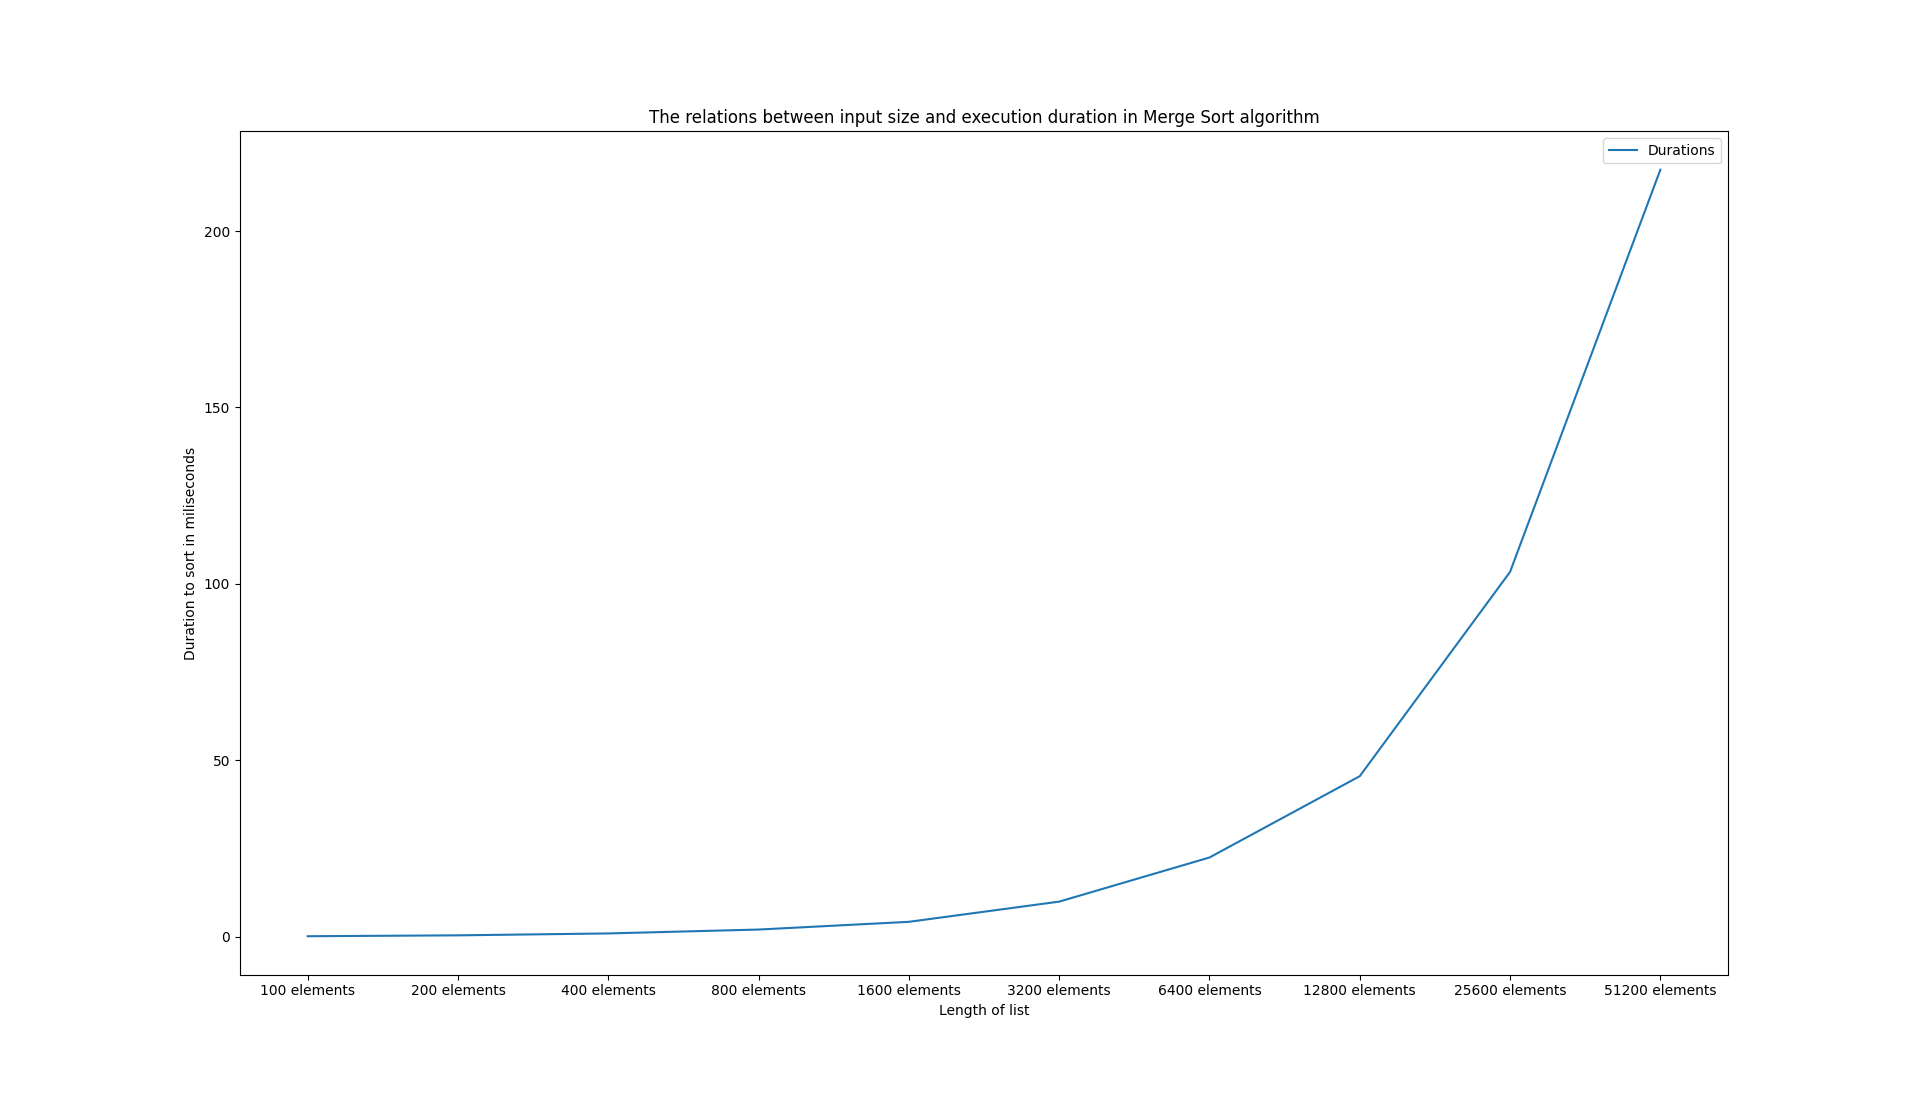 The relations between input size and execution duration in Merge Sort algorithm
Durations
200
150
100
50
0
Duration to sort in miliseconds
100 elements 200 elements 400 elements 800 elements 1600 elements 3200 elements 6400 elements 12800 elements 25600 elements 51200 elements
Length of list